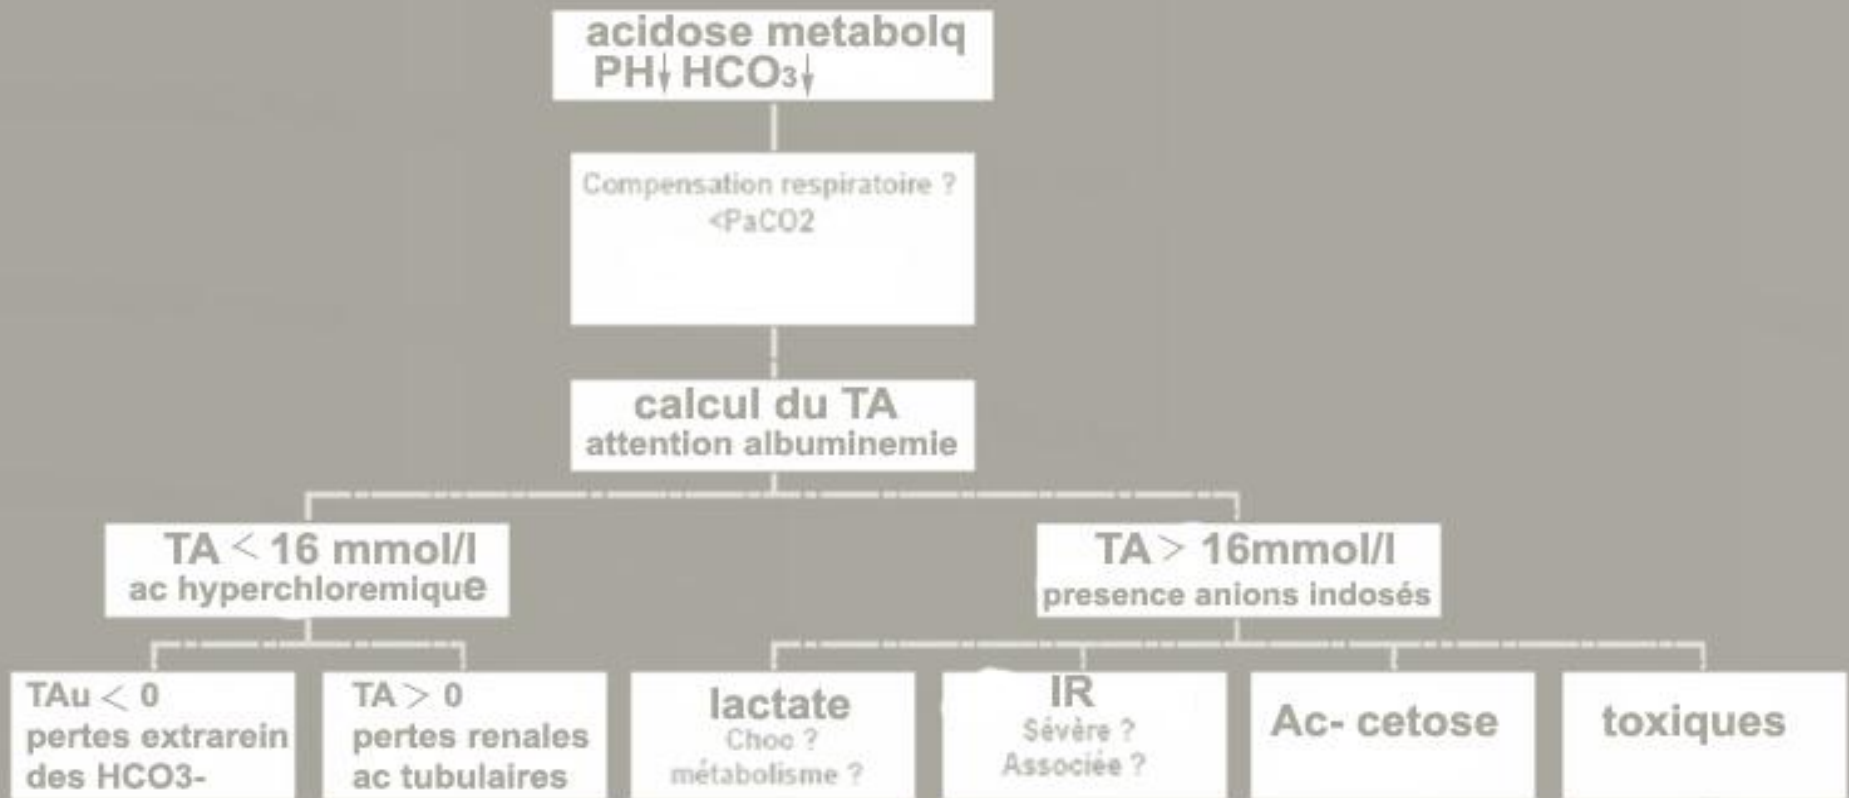 acidose metabolq
PH↓ HCO3↓
Compensation respiratoire ?
<PaCO2
calcul du TA
attention albuminemie
TA < 16 mmol/l
ac hyperchloremique
TA > 16mmol/l
presence anions indosés
TAu < 0
pertes extrarein
des HCO3-
TA > 0
pertes renales
ac tubulaires
lactate
Choc ?
métabolisme ?
IR
Sévère ?
Associée ?
Ac- cetose
toxiques